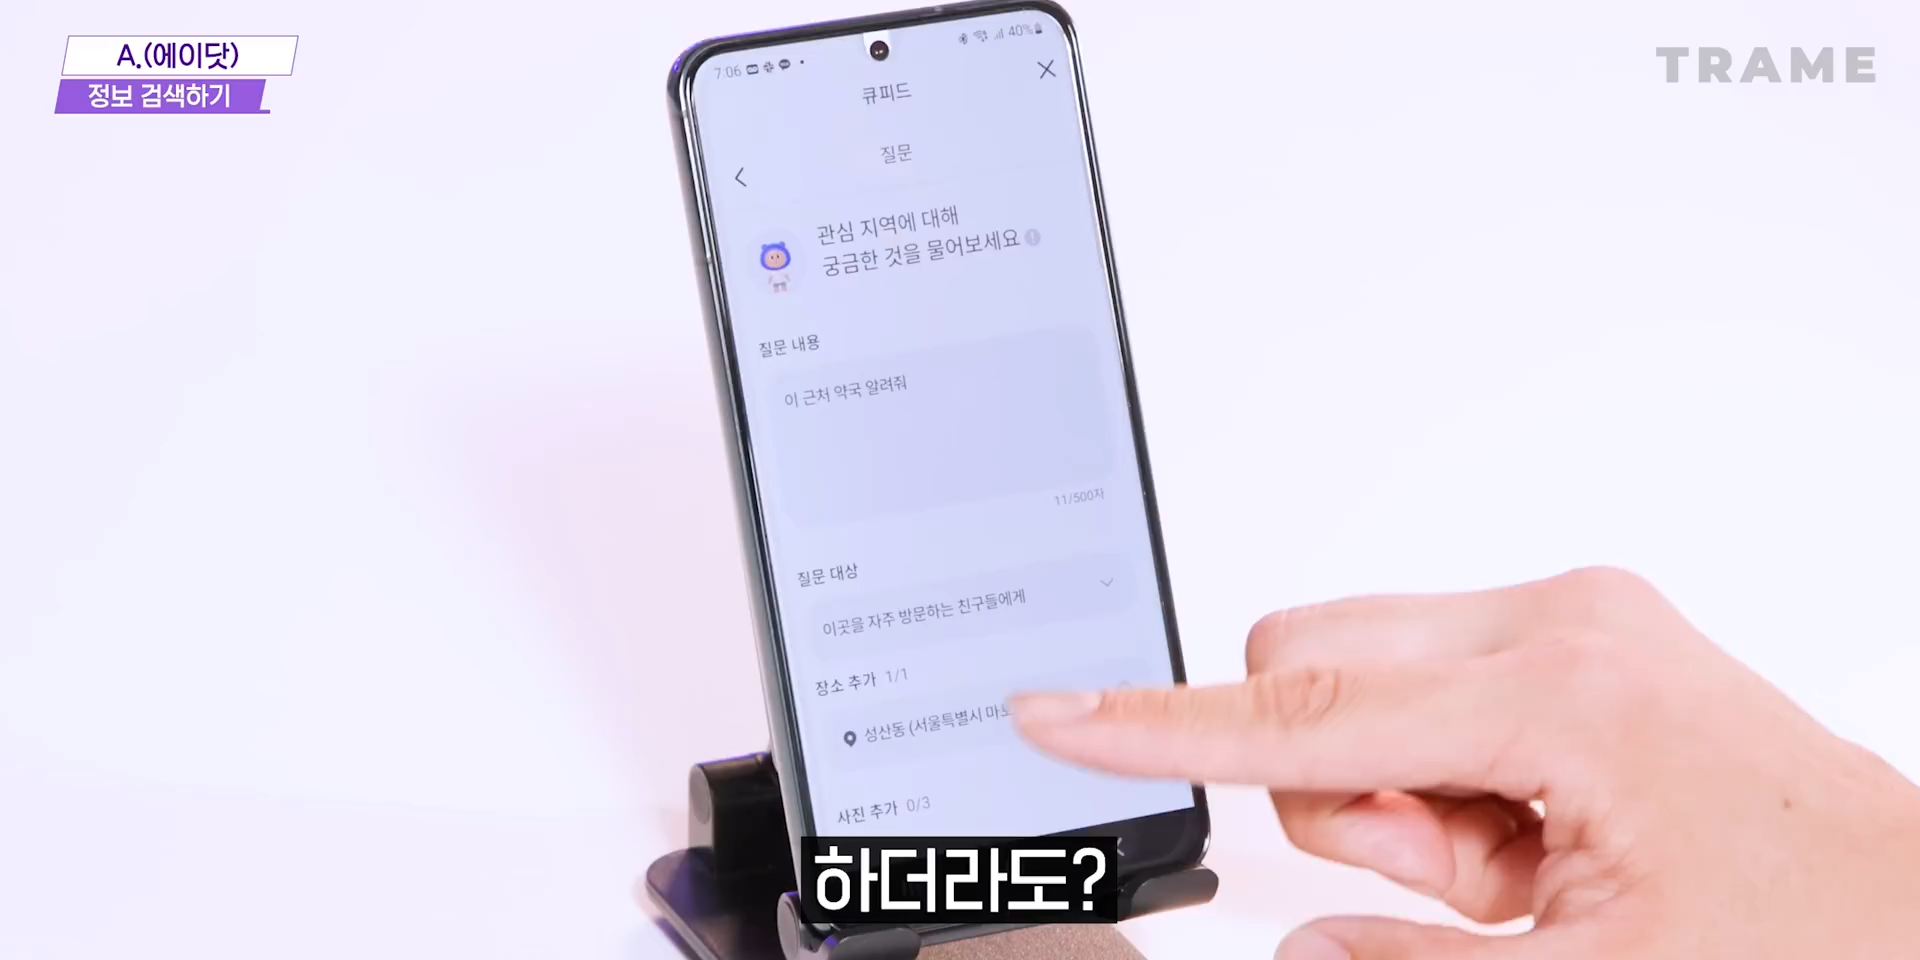 A.(에이닷)
정보 검색하기
TRAME
7:06
40%
큐피드
질문
관심 지역에 대해
궁금한 것을 물어보세요
질문 내용
이 근처 약국 알려줘
11/500자
질문 대상
이곳을 자주 방문하는 친구들에게
장소 추가 1/1
성산동 (서울특별시 마포
사진 추가 0/3
하더라도?